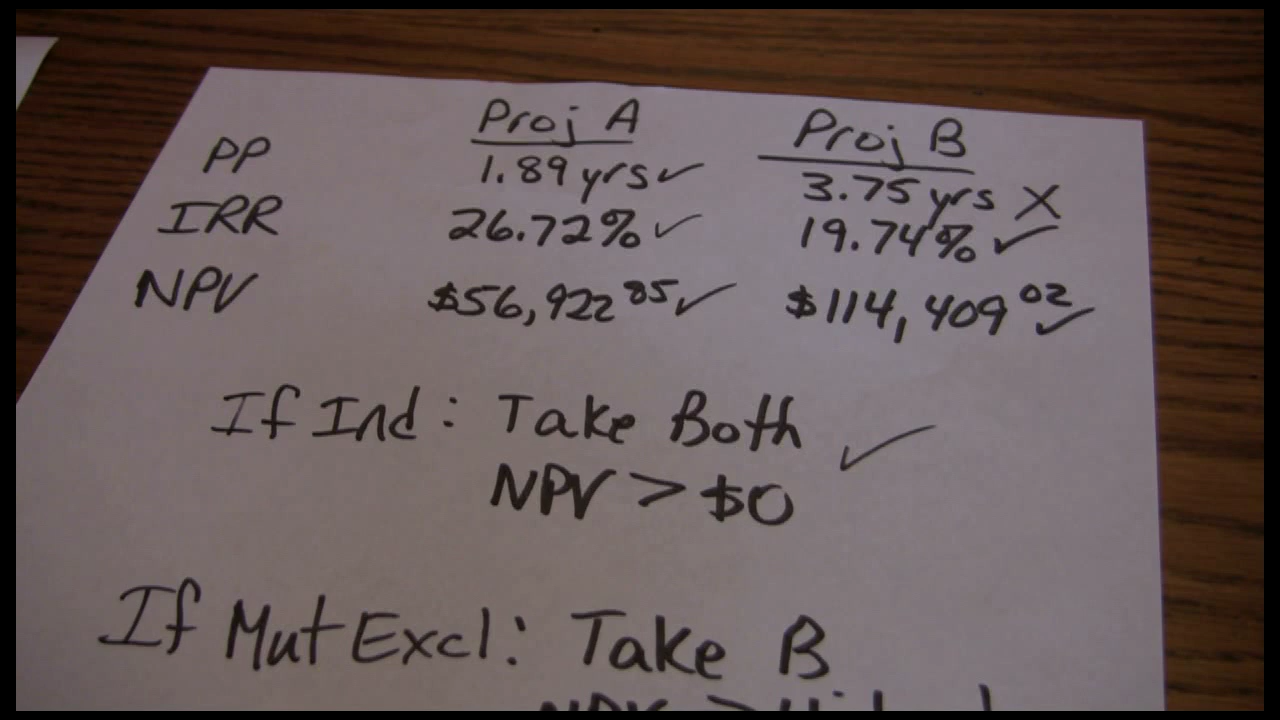 Proj A Proj B
PP 1.89 yrs ✓ 3.75 yrs X
IRR 26.72% ✓ 19.74% ✓
NPV $56,922 85 ✓ $114,409 02 ✓
If Ind: Take Both ✓
NPV > $0
If Mut Excl: Take B
NPV >